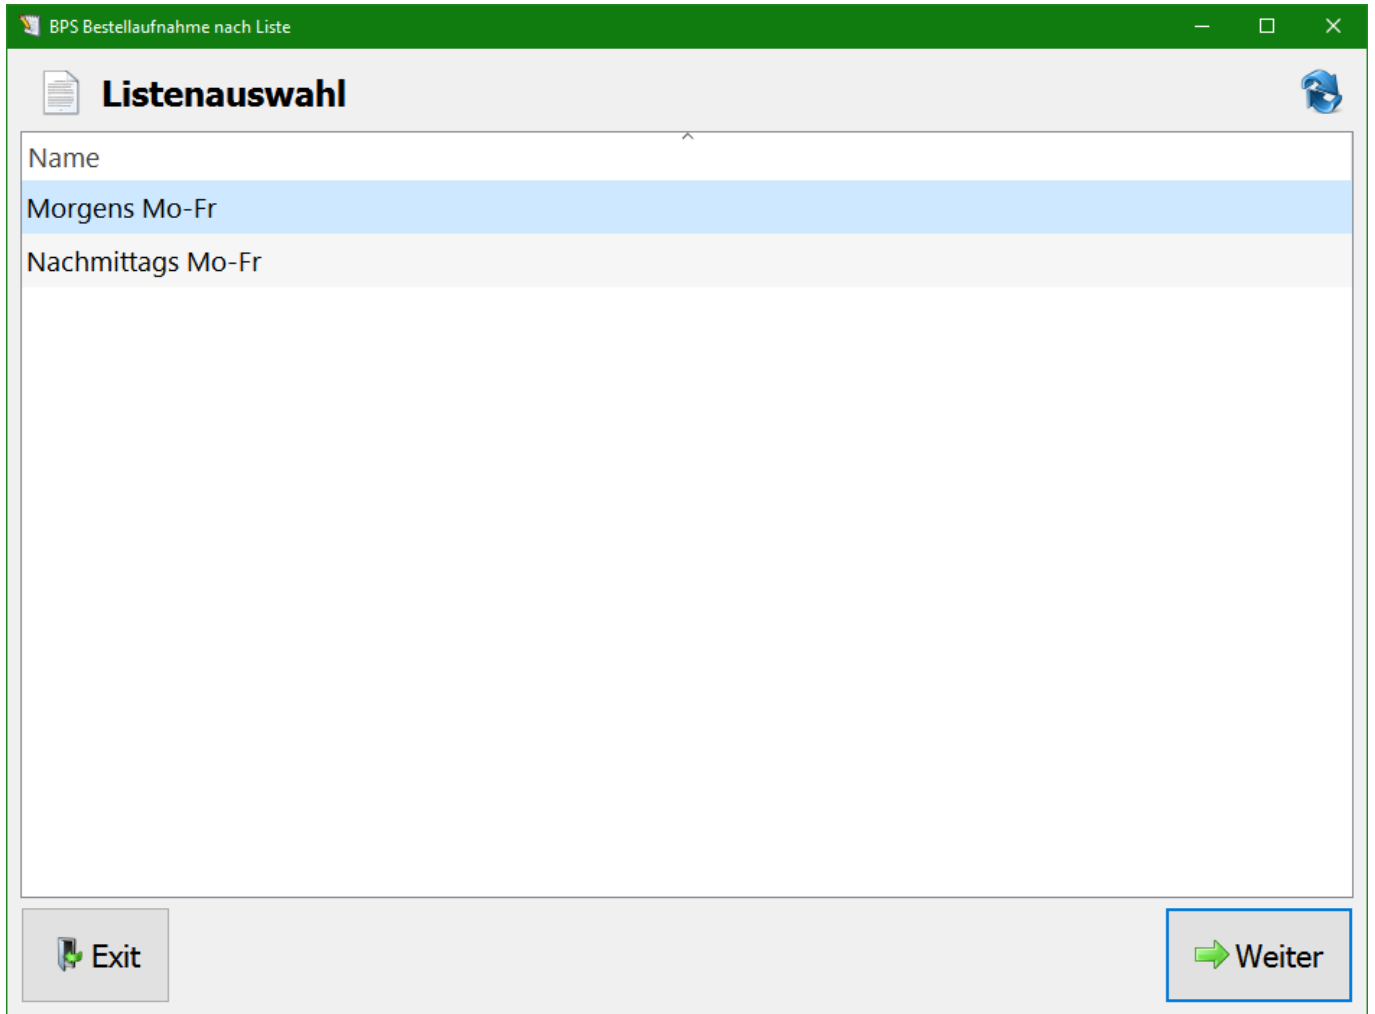 BPS Bestellaufnahme nach Liste
Listenauswahl
Name
Morgens Mo-Fr
Nachmittags Mo-Fr
Exit
Weiter